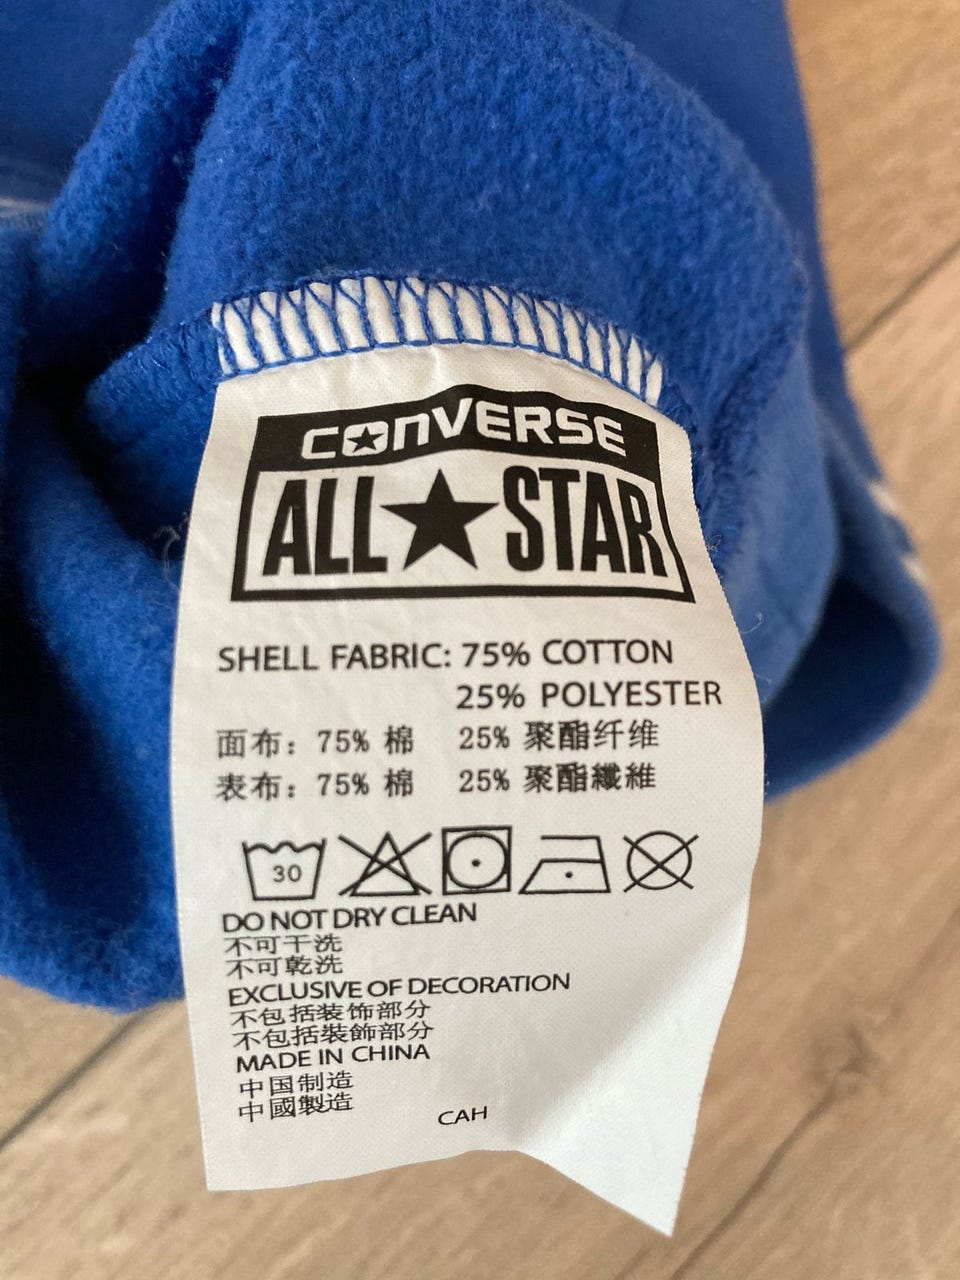 CONVERSE
ALL★STAR
SHELL FABRIC: 75% COTTON
25% POLYESTER
面布：75% 棉 25% 聚酯纤维
表布：75% 棉 25% 聚酯纖維
30
DO NOT DRY CLEAN
不可干洗
不可乾洗
EXCLUSIVE OF DECORATION
不包括装饰部分
不包括裝飾部分
MADE IN CHINA
中国制造
中國製造
CAH